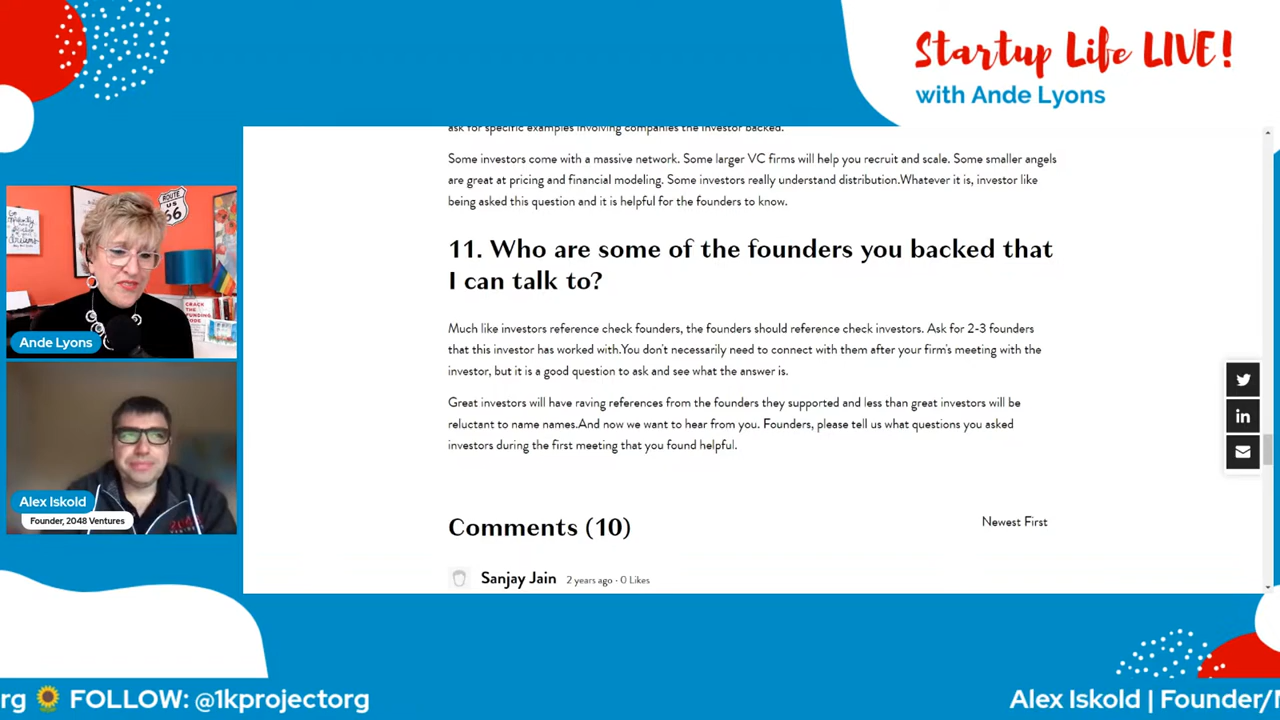 Startup Life LIVE!
with Ande Lyons
ask for specific examples involving companies the investor backed.
Some investors come with a massive network. Some larger VC firms will help you recruit and scale. Some smaller angels
are great at pricing and financial modeling. Some investors really understand distribution.Whatever it is, investor like
being asked this question and it is helpful for the founders to know.
11. Who are some of the founders you backed that
I can talk to?
Much like investors reference check founders, the founders should reference check investors. Ask for 2-3 founders
that this investor has worked with.You don't necessarily need to connect with them after your firm's meeting with the
investor, but it is a good question to ask and see what the answer is.
Great investors will have raving references from the founders they supported and less than great investors will be
reluctant to name names.And now we want to hear from you. Founders, please tell us what questions you asked
investors during the first meeting that you found helpful.
Comments (10)
Newest First
Sanjay Jain 2 years ago · 0 Likes
ROUTE
US
66
CRACK
THE
FUNDING
CODE
Ande Lyons
Alex Iskold
Founder, 2048 Ventures
2048
rg 🌻 FOLLOW: @1kprojectorg
Alex Iskold | Founder/